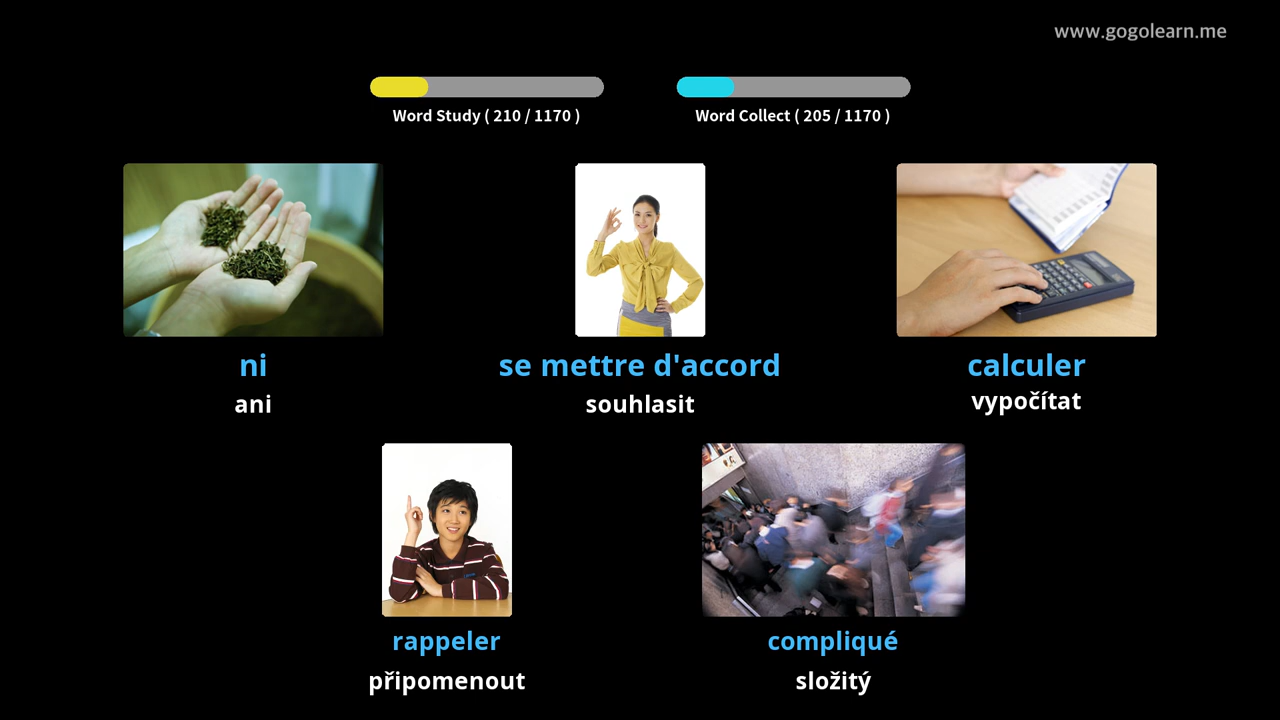 www.gogolearn.me
Word Study ( 210 / 1170 )
Word Collect ( 205 / 1170 )
ni
ani
se mettre d'accord
souhlasit
calculer
vypočítat
rappeler
připomenout
compliqué
složitý